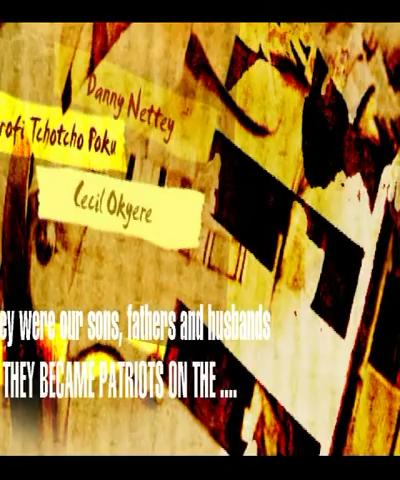 Danny Nettey
rofi Tchotcho Poku
Cecil Okyere
ey were our sons, fathers and husbands
THEY BECAME PATRIOTS ON THE ....